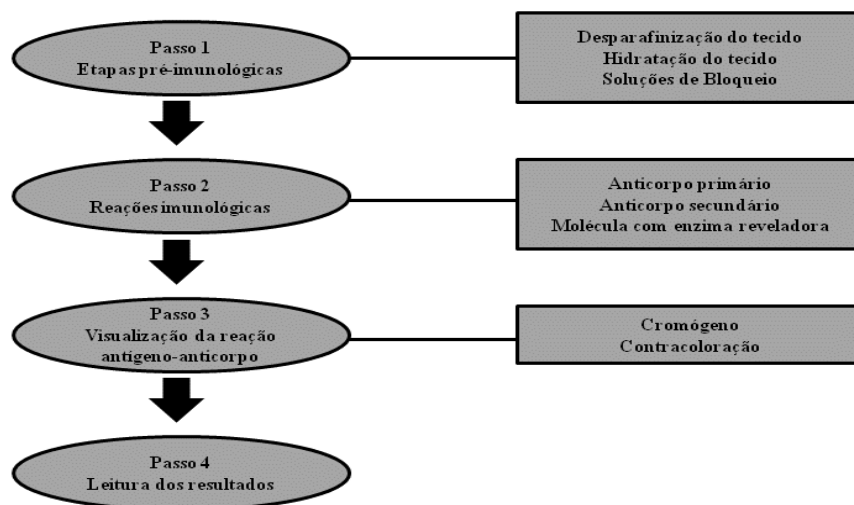 Passo 1
Etapas pré-imunológicas
Desparafinização do tecido
Hidratação do tecido
Soluções de Bloqueio
Passo 2
Reações imunológicas
Anticorpo primário
Anticorpo secundário
Molécula com enzima reveladora
Passo 3
Visualização da reação
antígeno-anticorpo
Cromógeno
Contracoloração
Passo 4
Leitura dos resultados